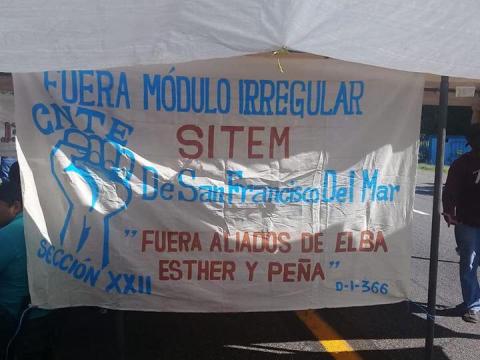 FUERA MÓDULO IRREGULAR
CNTE
SITEM
De San Francisco Del Mar
"FUERA ALIADOS DE ELBA
ESTHER Y PEÑA"
SECCIÓN XXII
D-I-366